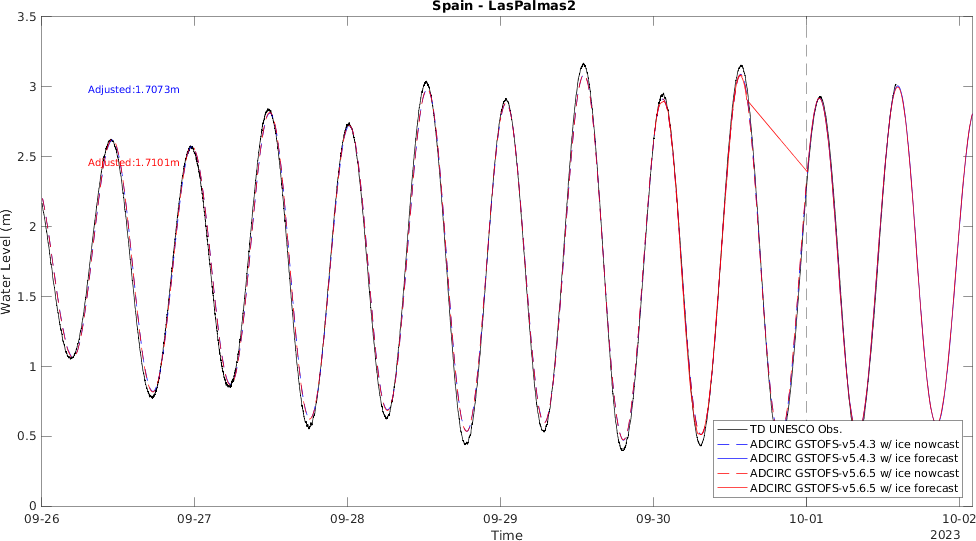 Spain - LasPalmas2
3.5
3
2.5
2
1.5
1
0.5
0
Water Level (m)
Adjusted:1.7073m
Adjusted:1.7101m
TD UNESCO Obs.
ADCIRC GSTOFS-v5.4.3 w/ ice nowcast
ADCIRC GSTOFS-v5.4.3 w/ ice forecast
ADCIRC GSTOFS-v5.6.5 w/ ice nowcast
ADCIRC GSTOFS-v5.6.5 w/ ice forecast
09-26
09-27
09-28
09-29
09-30
10-01
10-02
Time
2023